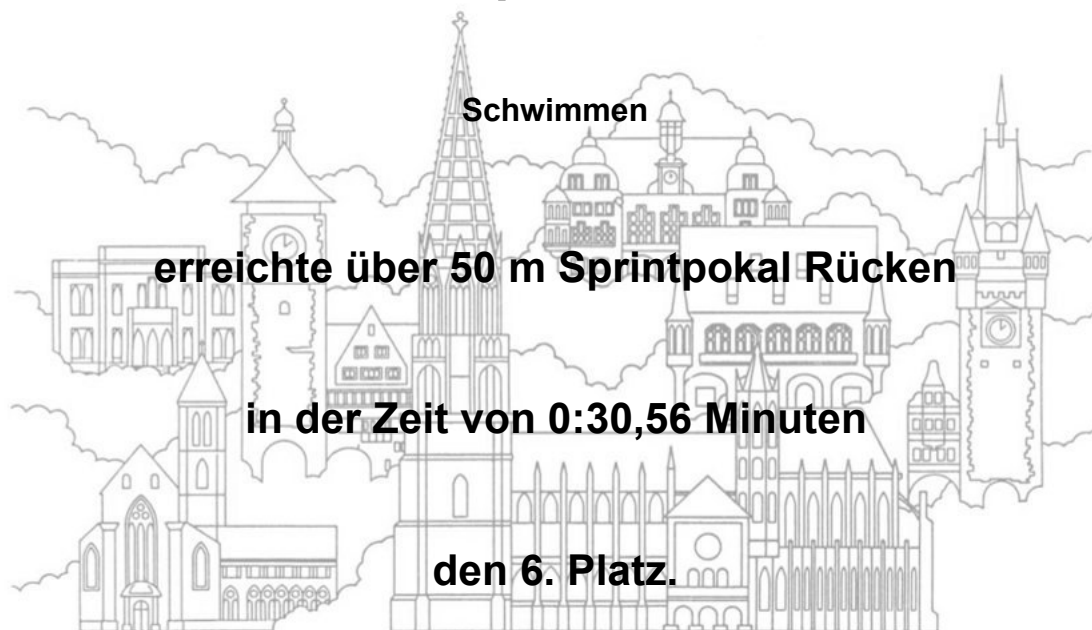 Schwimmen
erreichte über 50 m Sprintpokal Rücken
in der Zeit von 0:30,56 Minuten
den 6. Platz.